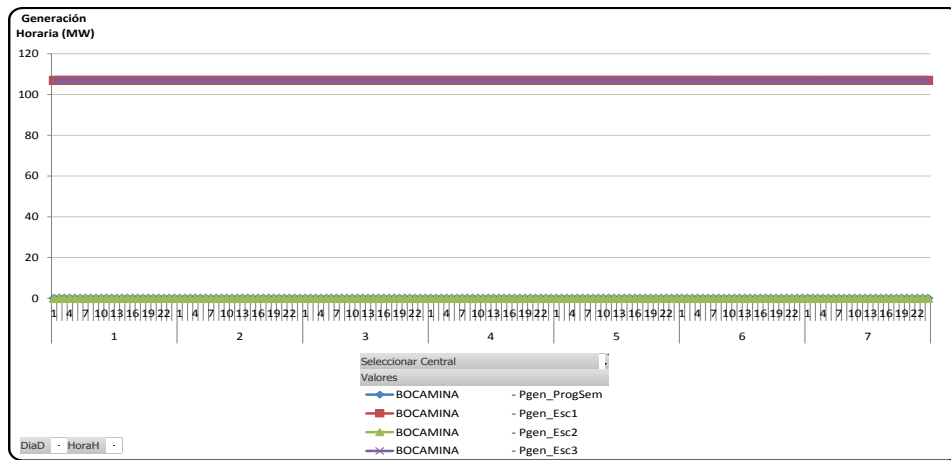 Generación
Horaria (MW)
120
100
80
60
40
20
0
1 4 7 10 13 16 19 22 1 4 7 10 13 16 19 22 1 4 7 10 13 16 19 22 1 4 7 10 13 16 19 22 1 4 7 10 13 16 19 22 1 4 7 10 13 16 19 22 1 4 7 10 13 16 19 22
1 2 3 4 5 6 7
Seleccionar Central
Valores
BOCAMINA - Pgen_ProgSem
BOCAMINA - Pgen_Esc1
BOCAMINA - Pgen_Esc2
BOCAMINA - Pgen_Esc3
DiaD HoraH